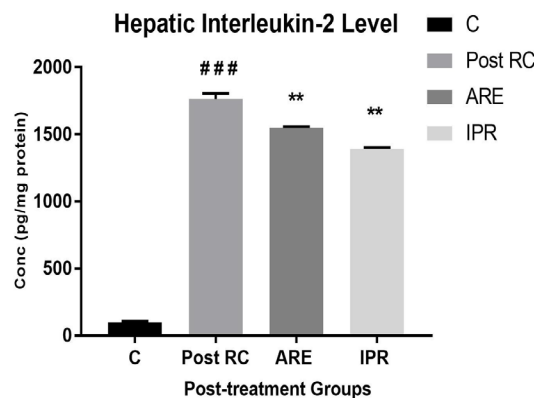 Hepatic Interleukin-2 Level
C
Post RC
ARE
IPR
Conc (pg/mg protein)
2000
1500
1000
500
0
###
**
**
C Post RC ARE IPR
Post-treatment Groups